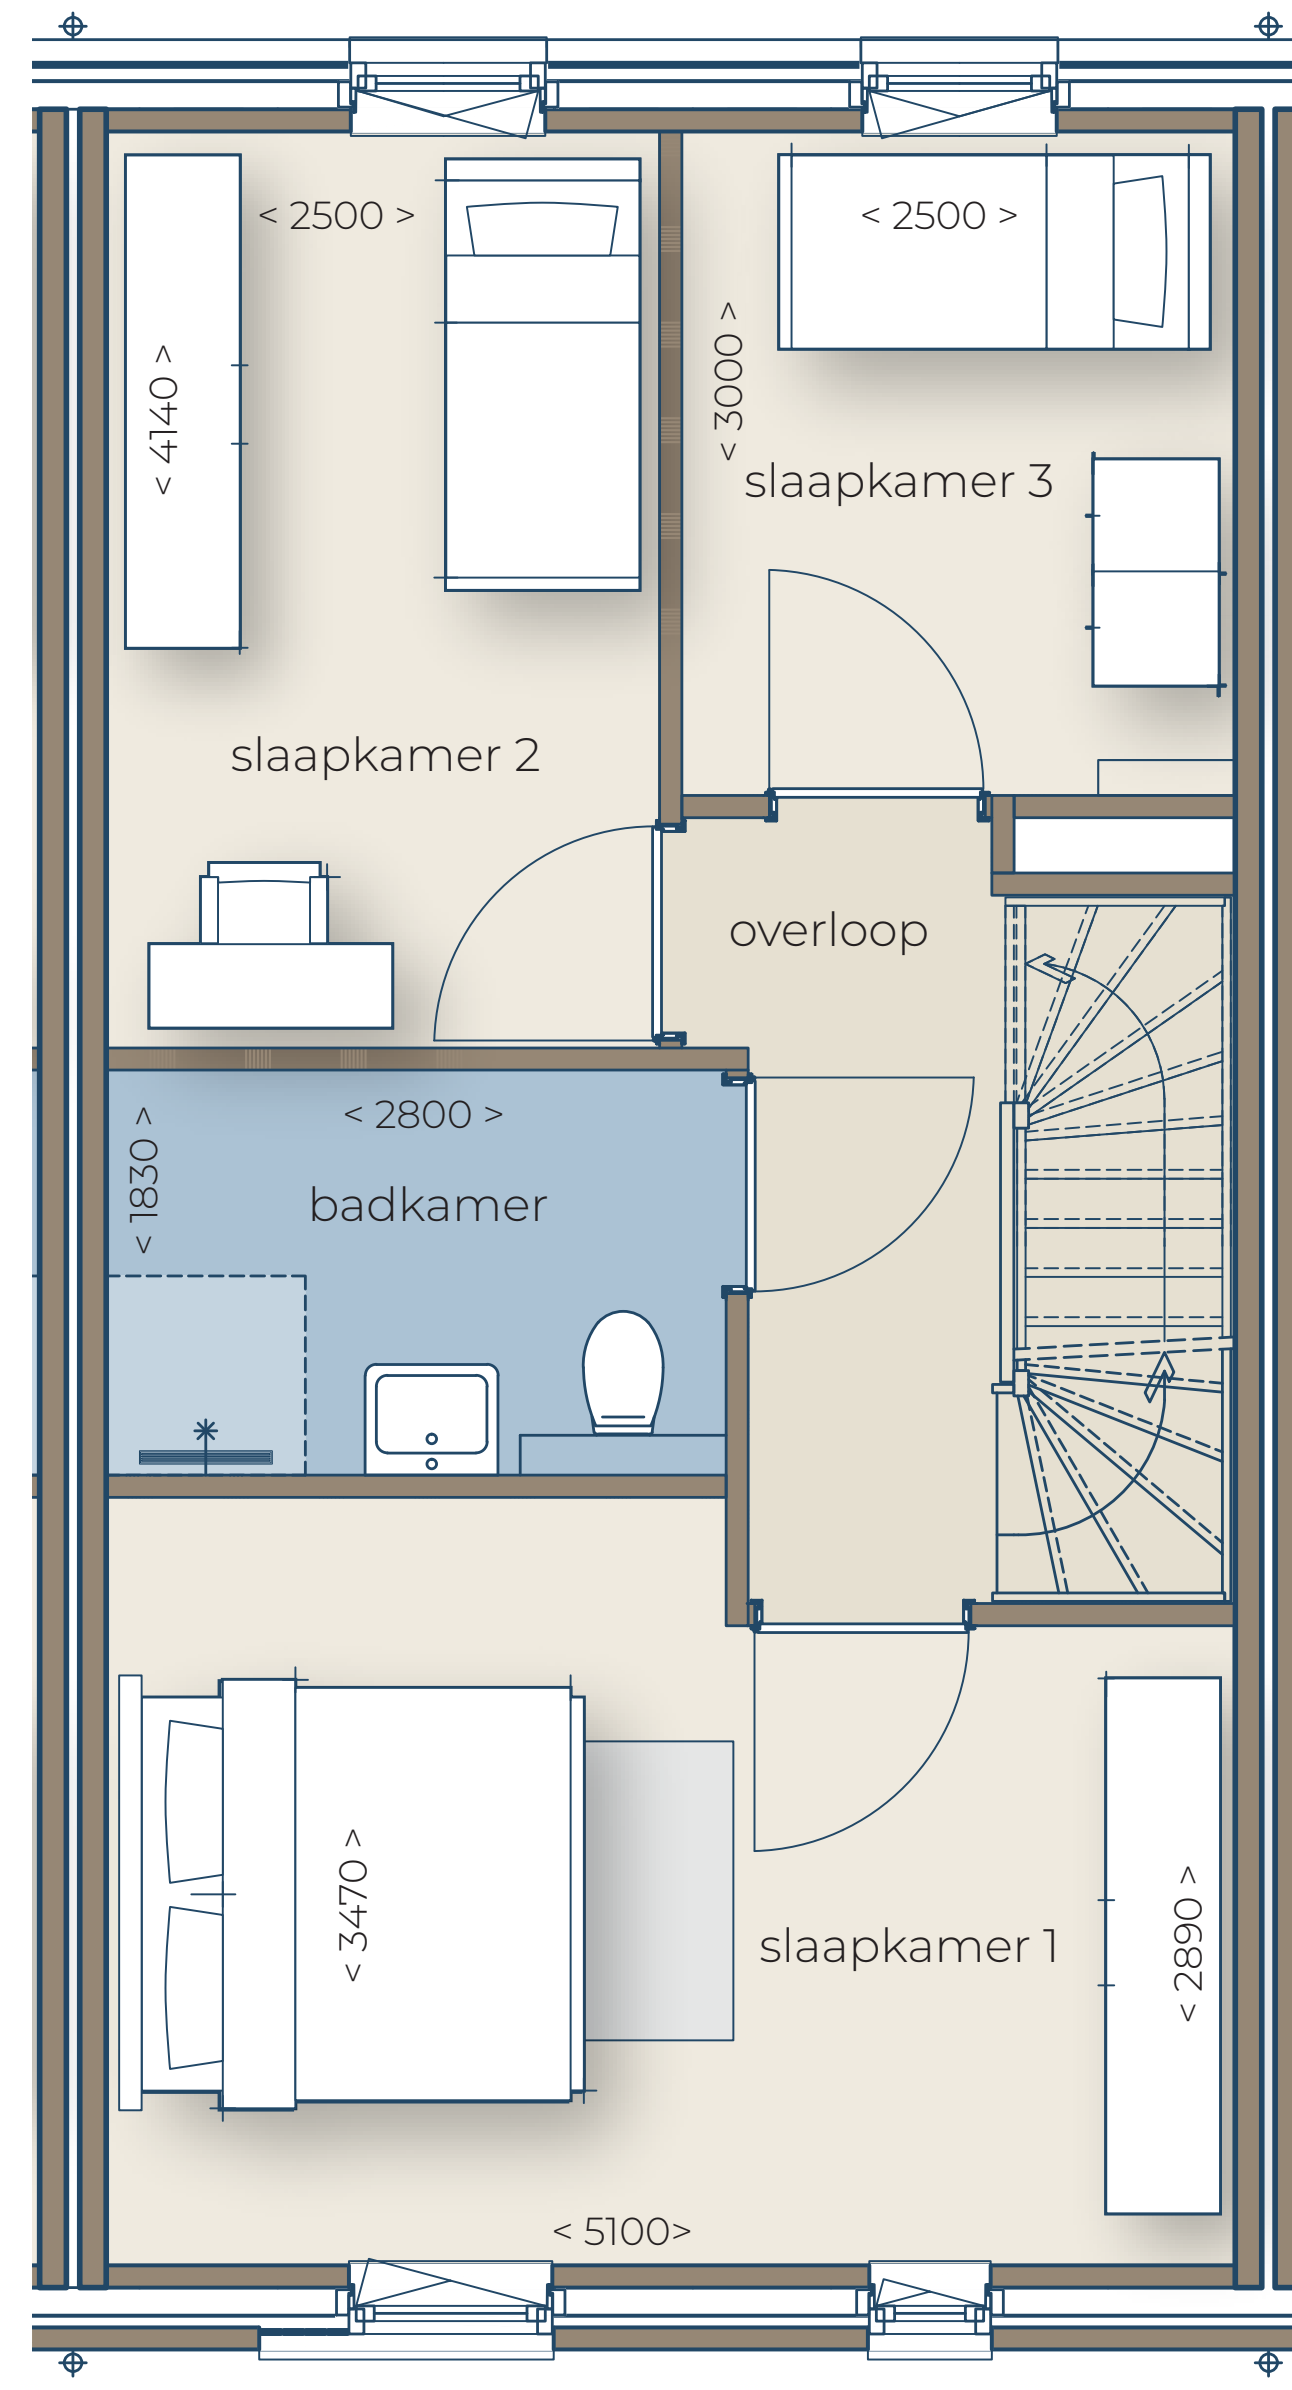 < 2500 >
< 2500 >
< 4140 >
< 3000 >
slaapkamer 3
slaapkamer 2
overloop
< 2800 >
< 1830 >
badkamer
< 3470 >
slaapkamer 1
< 2890 >
< 5100>